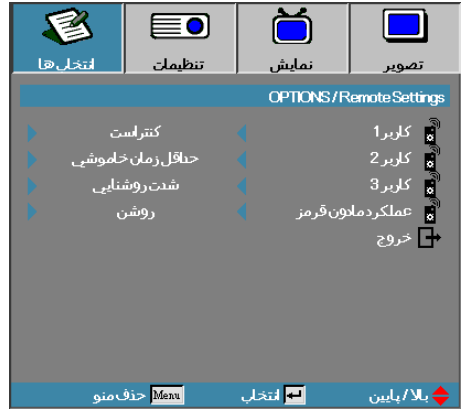 تصویر
نمایش
تنظیمات
انتخاب ها
OPTIONS / Remote Settings
کاربر 1 کنتراست
کاربر 2 حداقل زمان خاموشی
کاربر 3 شدت روشنایی
عملکرد مادون قرمز روشن
خروج
بالا / پایین انتخاب Menu حذف منو